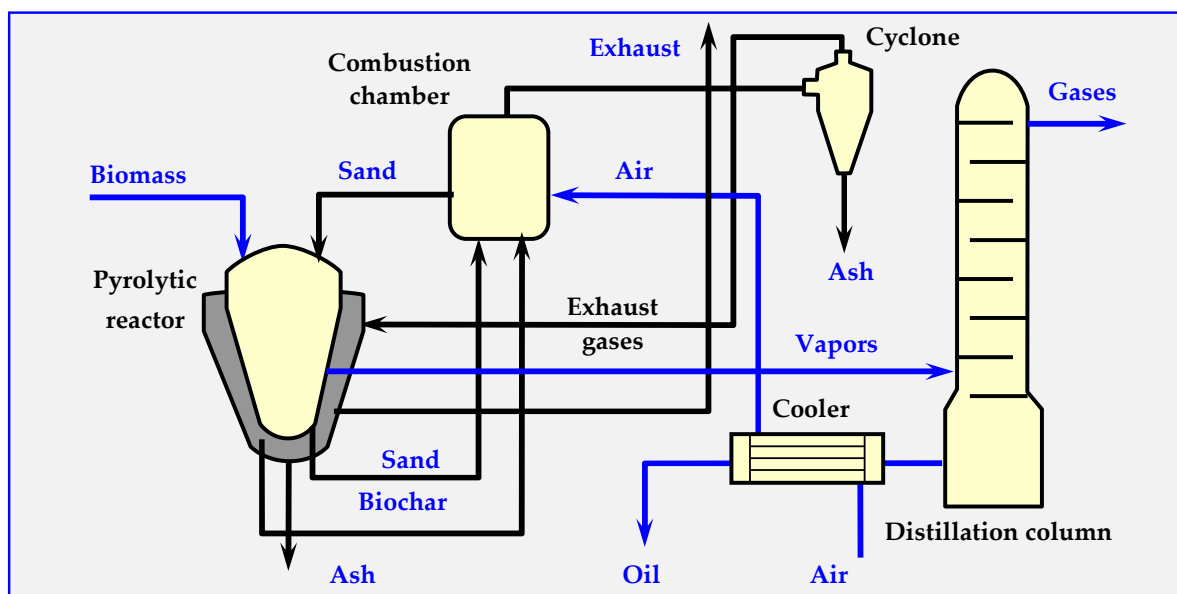 Exhaust
Cyclone
Combustion
chamber
Gases
Biomass
Sand
Air
Ash
Pyrolytic
reactor
Exhaust
gases
Vapors
Cooler
Sand
Biochar
Distillation column
Ash
Oil
Air